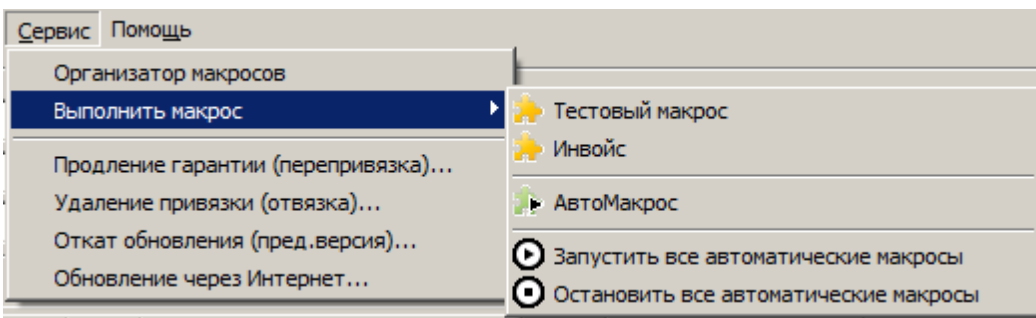 Сервис Помощь
Организатор макросов
Выполнить макрос
Продление гарантии (перепривязка)...
Удаление привязки (отвязка)...
Откат обновления (пред.версия)...
Обновление через Интернет...
Тестовый макрос
Инвойс
АвтоМакрос
Запустить все автоматические макросы
Остановить все автоматические макросы